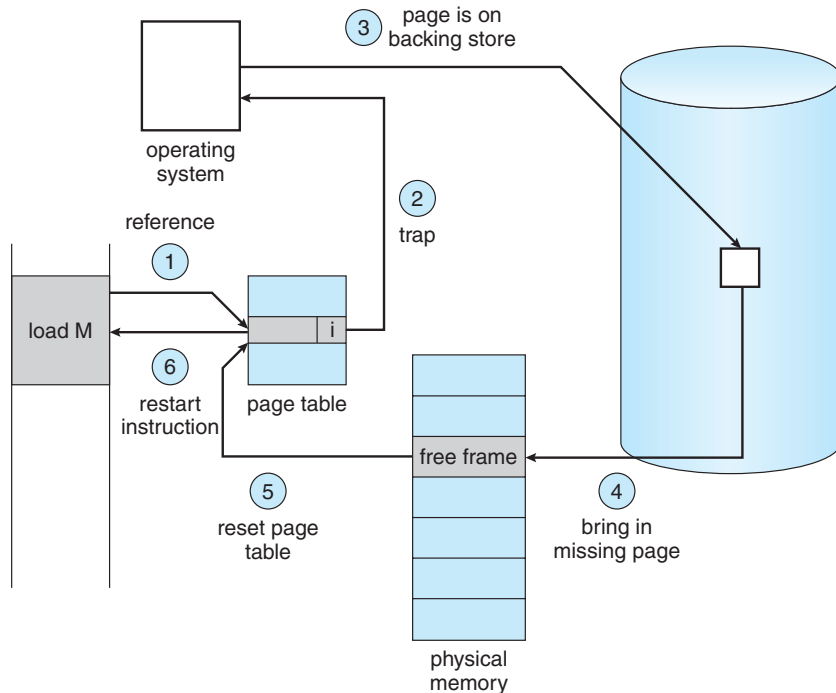 3
page is on
backing store
operating
system
2
trap
reference
1
load M
i
6
restart
instruction
page table
free frame
5
reset page
table
4
bring in
missing page
physical
memory